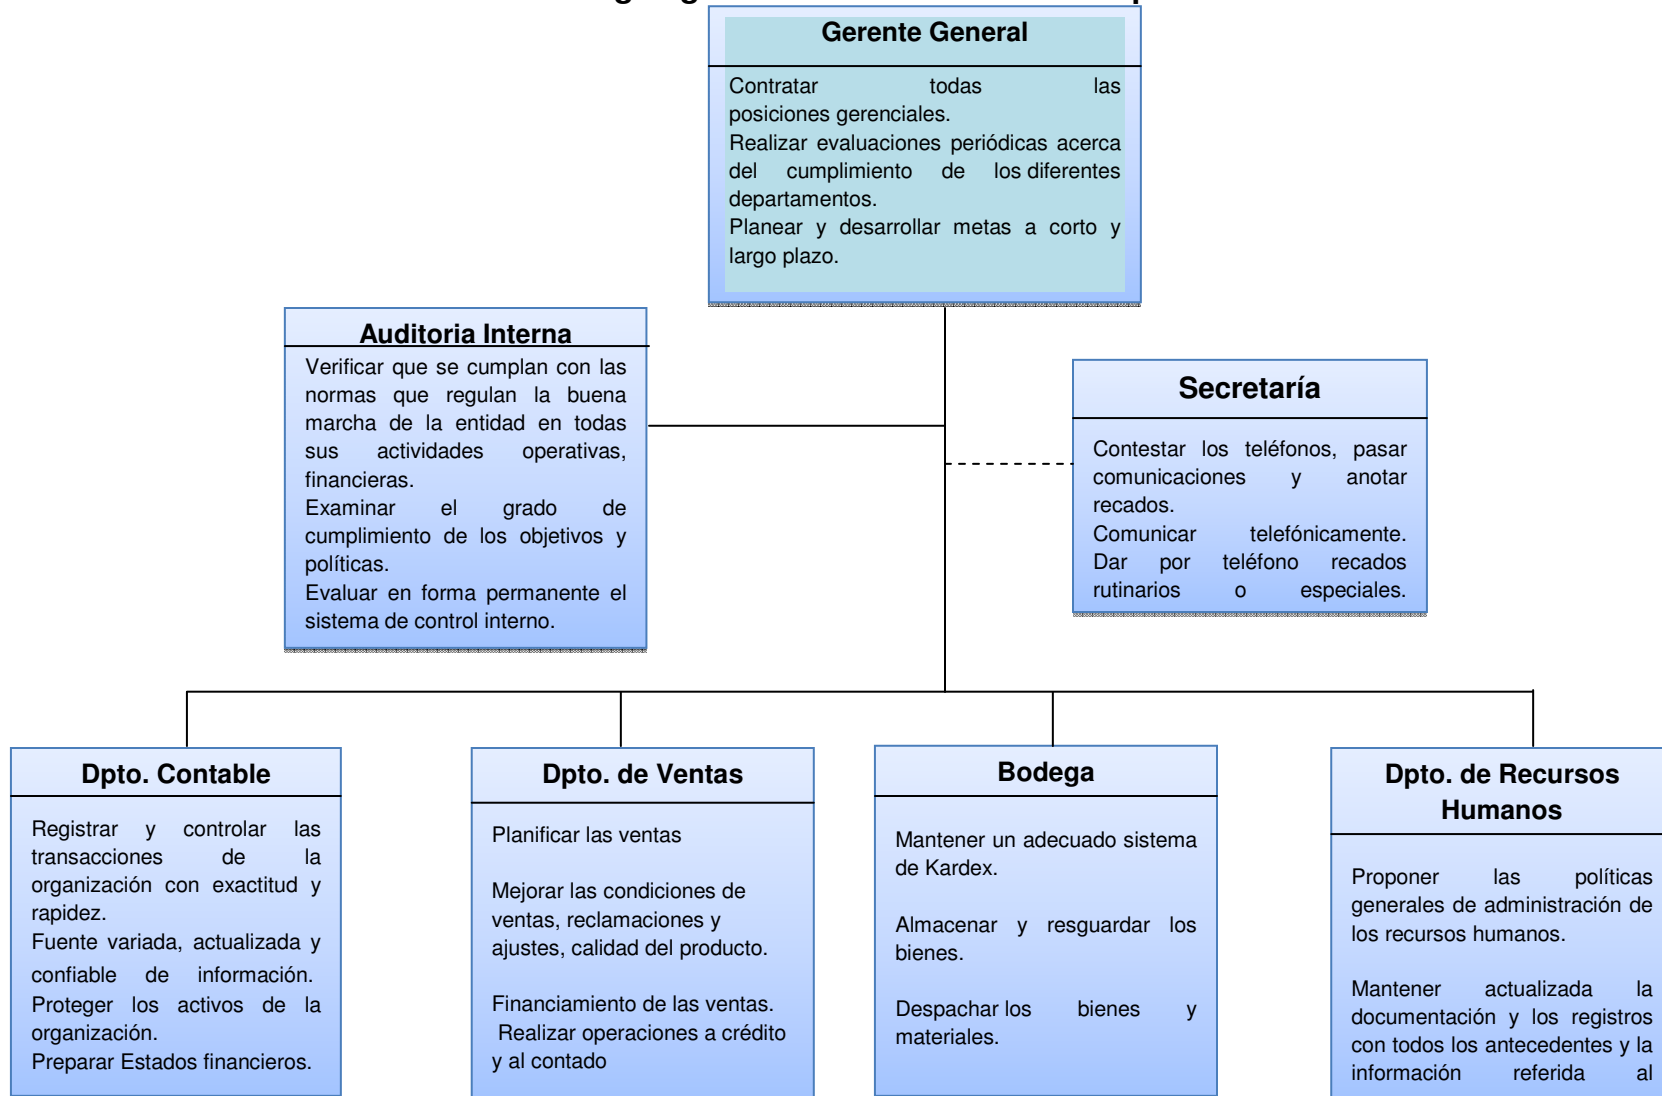 Gerente General
Contratar todas las
posiciones gerenciales.
Realizar evaluaciones periódicas acerca
del cumplimiento de los diferentes
departamentos.
Planear y desarrollar metas a corto y
largo plazo.
Auditoria Interna
Verificar que se cumplan con las
normas que regulan la buena
marcha de la entidad en todas
sus actividades operativas,
financieras.
Examinar el grado de
cumplimiento de los objetivos y
políticas.
Evaluar en forma permanente el
sistema de control interno.
Secretaría
Contestar los teléfonos, pasar
comunicaciones y anotar
recados.
Comunicar telefónicamente.
Dar por teléfono recados
rutinarios o especiales.
Dpto. Contable
Registrar y controlar las
transacciones de la
organización con exactitud y
rapidez.
Fuente variada, actualizada y
confiable de información.
Proteger los activos de la
organización.
Preparar Estados financieros.
Dpto. de Ventas
Planificar las ventas
Mejorar las condiciones de
ventas, reclamaciones y
ajustes, calidad del producto.
Financiamiento de las ventas.
Realizar operaciones a crédito
y al contado
Bodega
Mantener un adecuado sistema
de Kardex.
Almacenar y resguardar los
bienes.
Despachar los bienes y
materiales.
Dpto. de Recursos
Humanos
Proponer las políticas
generales de administración de
los recursos humanos.
Mantener actualizada la
documentación y los registros
con todos los antecedentes y la
información referida al